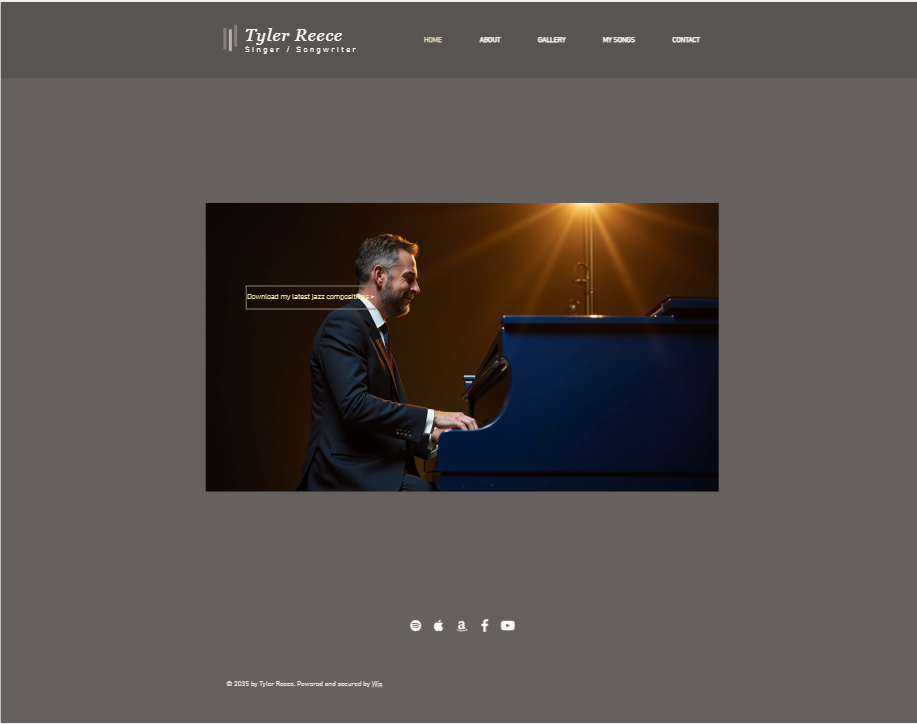 Tyler Reece
Singer / Songwriter
HOME ABOUT GALLERY MY SONGS CONTACT
Download my latest jazz compositions >
© 2035 by Tyler Reece. Powered and secured by Wix